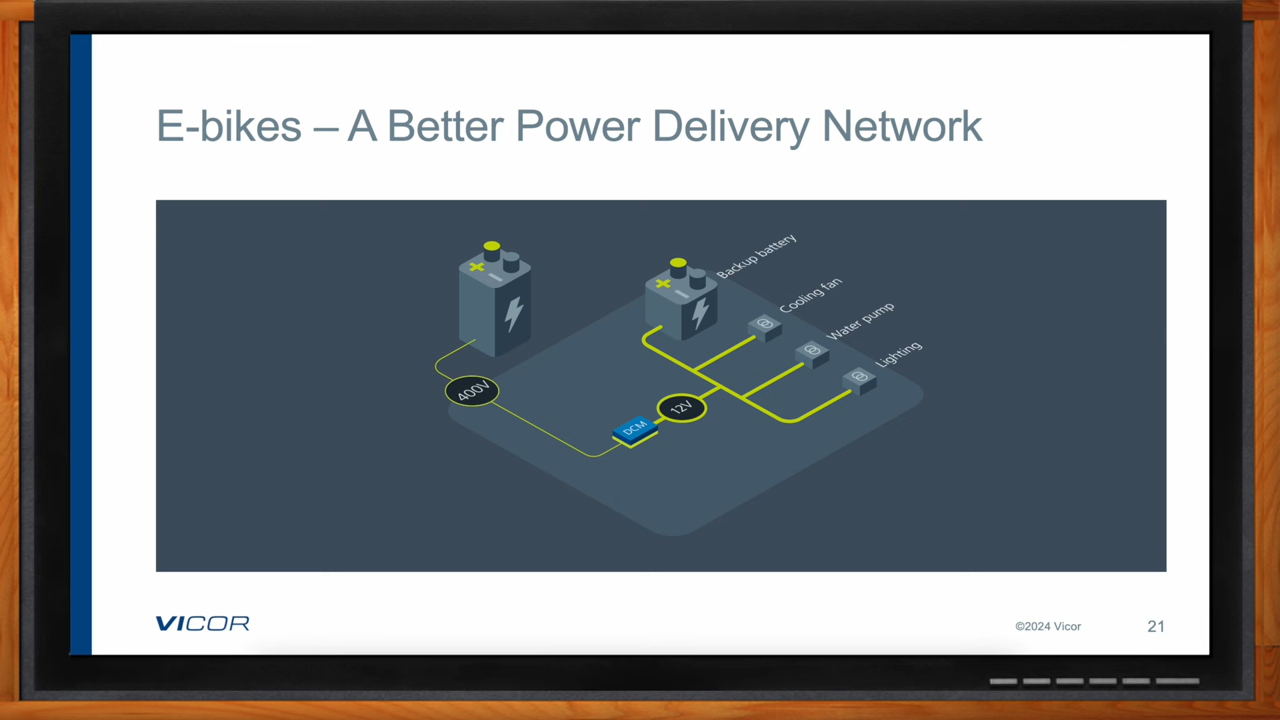 E-bikes – A Better Power Delivery Network
Backup battery
Cooling fan
Water pump
Lighting
400V
12V
DCM
VICOR
©2024 Vicor
21